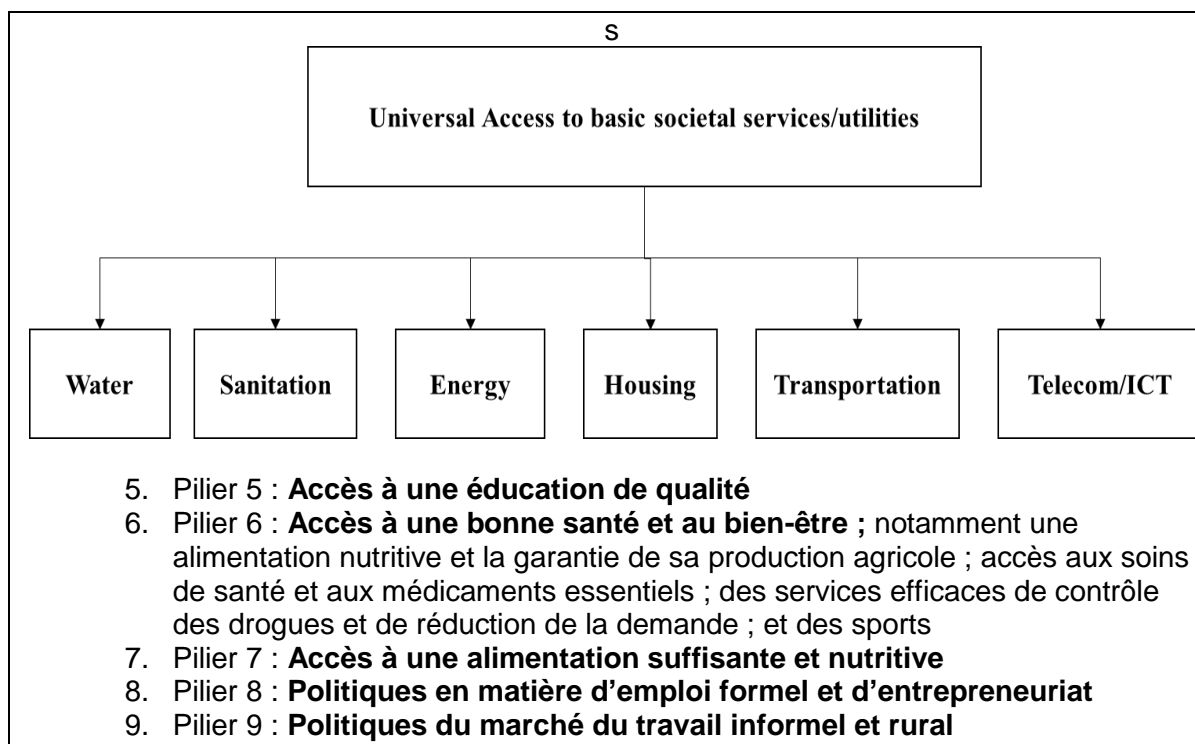 s
Universal Access to basic societal services/utilities
Water
Sanitation
Energy
Housing
Transportation
Telecom/ICT
5. Pilier 5 : Accès à une éducation de qualité
6. Pilier 6 : Accès à une bonne santé et au bien-être ; notamment une
alimentation nutritive et la garantie de sa production agricole ; accès aux soins
de santé et aux médicaments essentiels ; des services efficaces de contrôle
des drogues et de réduction de la demande ; et des sports
7. Pilier 7 : Accès à une alimentation suffisante et nutritive
8. Pilier 8 : Politiques en matière d’emploi formel et d’entrepreneuriat
9. Pilier 9 : Politiques du marché du travail informel et rural